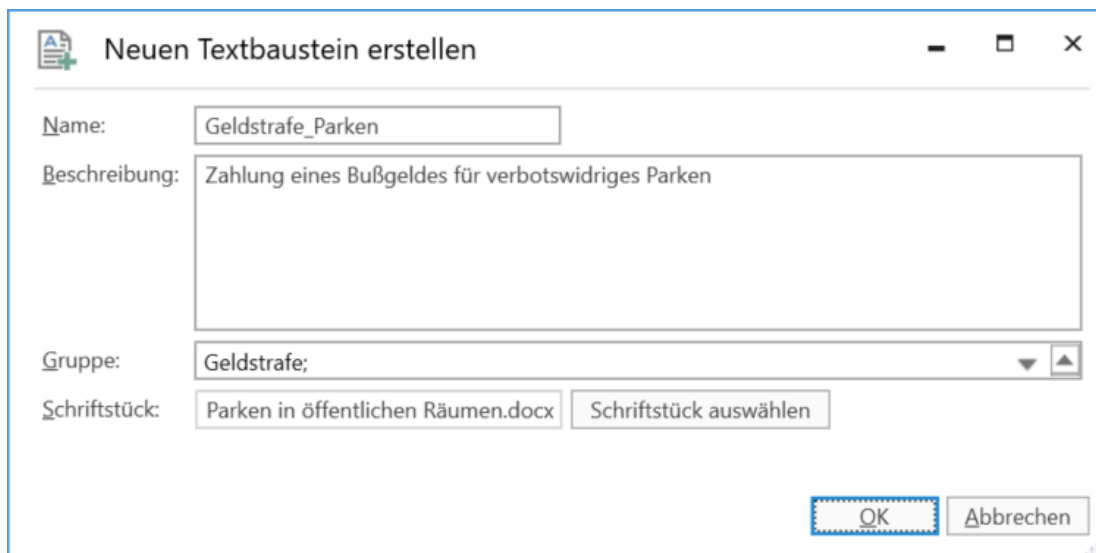 Neuen Textbaustein erstellen
Name: Geldstrafe_Parken
Beschreibung: Zahlung eines Bußgeldes für verbotswidriges Parken
Gruppe: Geldstrafe;
Schriftstück: Parken in öffentlichen Räumen.docx Schriftstück auswählen
OK Abbrechen